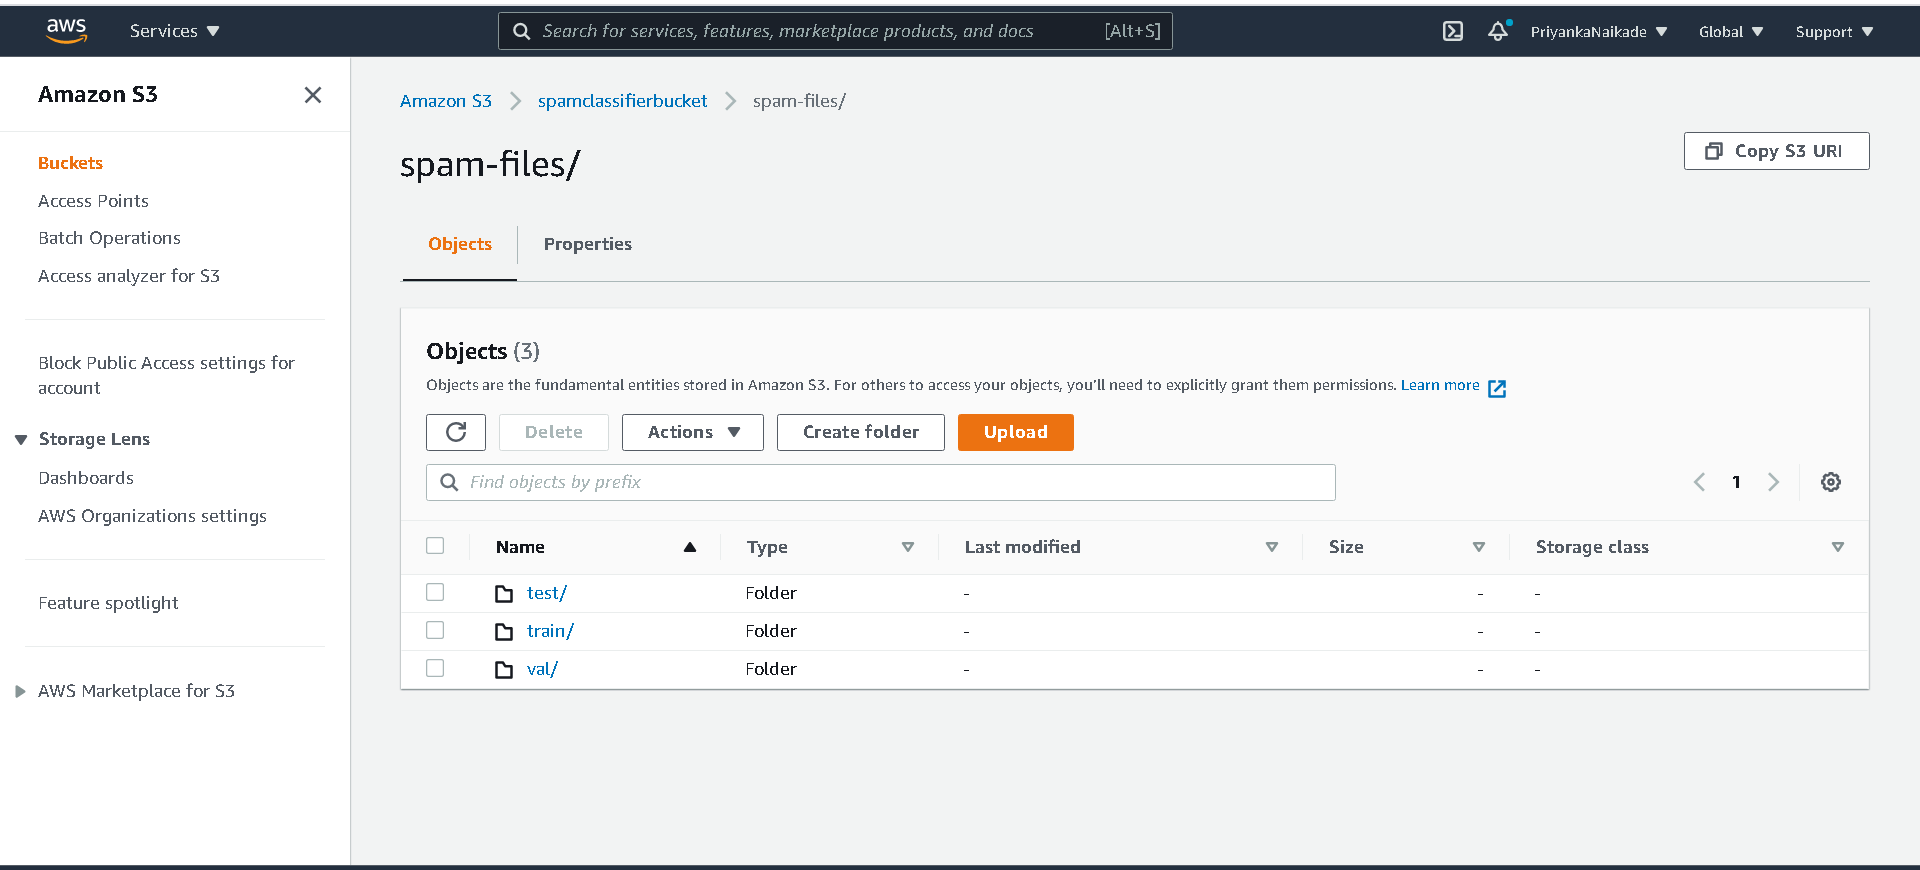 aws Services Search for services, features, marketplace products, and docs [Alt+S] PriyankaNaikade Global Support
Amazon S3
Buckets
Access Points
Batch Operations
Access analyzer for S3
Block Public Access settings for
account
Storage Lens
Dashboards
AWS Organizations settings
Feature spotlight
AWS Marketplace for S3
Amazon S3 spamclassifierbucket spam-files/
spam-files/
Copy S3 URI
Objects Properties
Objects (3)
Objects are the fundamental entities stored in Amazon S3. For others to access your objects, you'll need to explicitly grant them permissions. Learn more
Delete Actions Create folder Upload
Find objects by prefix 1
Name Type Last modified Size Storage class
test/ Folder - - -
train/ Folder - - -
val/ Folder - - -